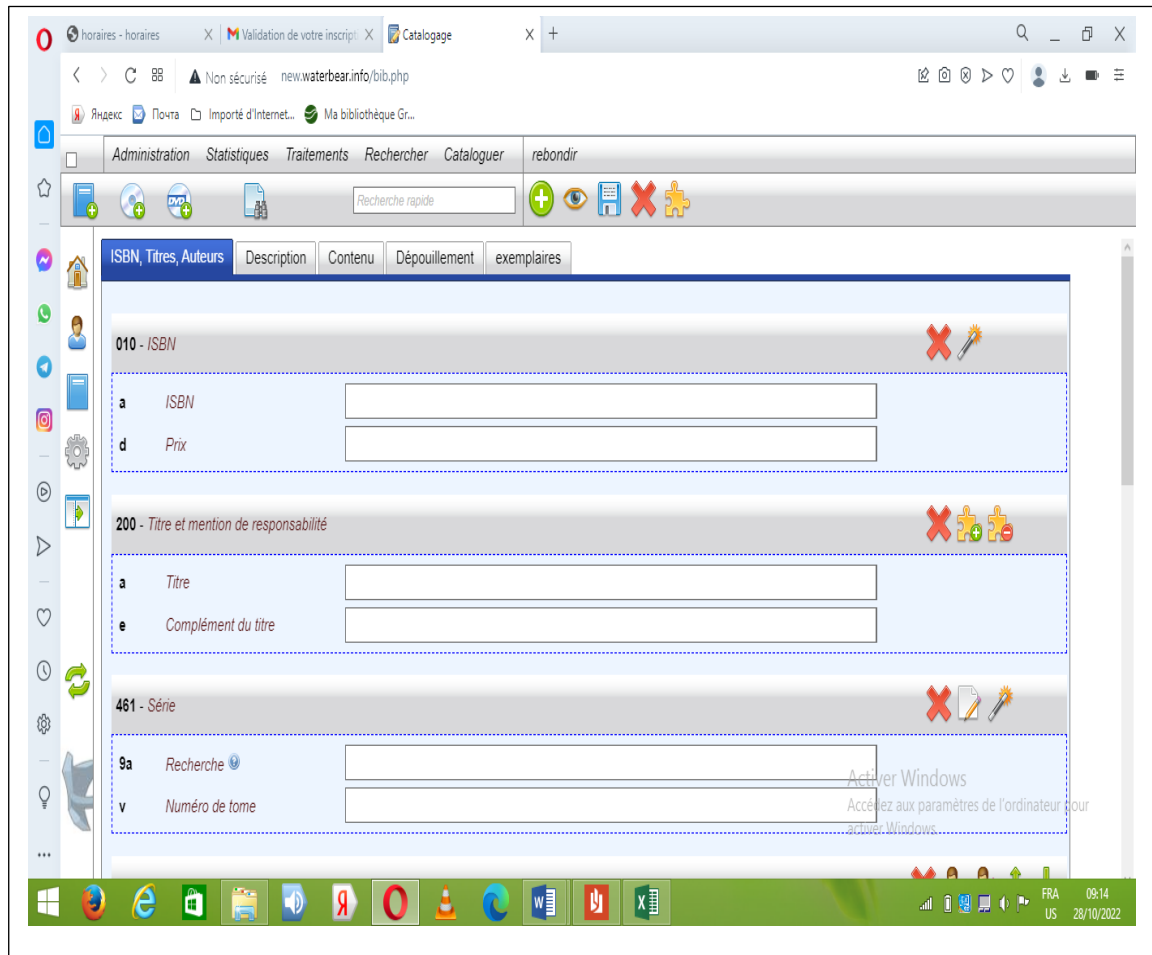 horaires - horaires
Validation de votre inscript
Catalogage
Non sécurisé new.waterbear.info/bib.php
Яндекс Почта Importé d'Internet... Ma bibliothèque Gr...
Administration Statistiques Traitements Rechercher Cataloguer rebondir
DVD
Recherche rapide
ISBN, Titres, Auteurs Description Contenu Dépouillement exemplaires
010 - ISBN
a ISBN
d Prix
200 - Titre et mention de responsabilité
a Titre
e Complément du titre
461 - Série
9a Recherche
v Numéro de tome
Activer Windows
Accédez aux paramètres de l'ordinateur pour
activer Windows.
FRA 09:14
US 28/10/2022